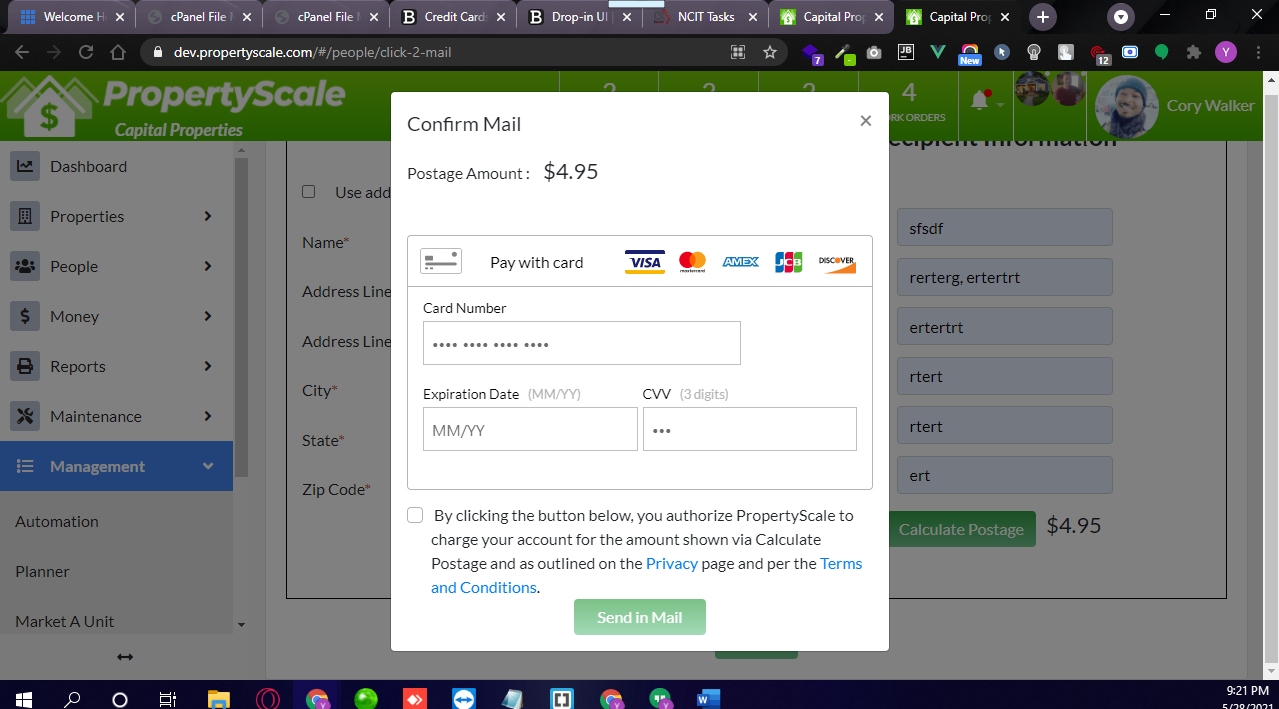 Welcome H
cPanel File M
cPanel File M
Credit Cards
Drop-in UI
NCIT Tasks
Capital Prop
Capital Prop
dev.propertyscale.com/#/people/click-2-mail
7
New
12
Y
PropertyScale
Capital Properties
4
RK ORDERS
Cory Walker
Dashboard
Properties
People
Money
Reports
Maintenance
Management
Automation
Planner
Market A Unit
Use add
Name*
Address Line
Address Line
City*
State*
Zip Code*
Confirm Mail
×
Postage Amount : $4.95
Pay with card
VISA
mastercard
AMEX
JCB
DISCOVER
Card Number
•••• •••• •••• ••••
Expiration Date (MM/YY)
CVV (3 digits)
MM/YY
•••
By clicking the button below, you authorize PropertyScale to
charge your account for the amount shown via Calculate
Postage and as outlined on the Privacy page and per the Terms
and Conditions.
Send in Mail
ecipient Information
sfsdf
rerterg, ertertrt
ertertrt
rtert
rtert
ert
Calculate Postage $4.95
9:21 PM
5/28/2021